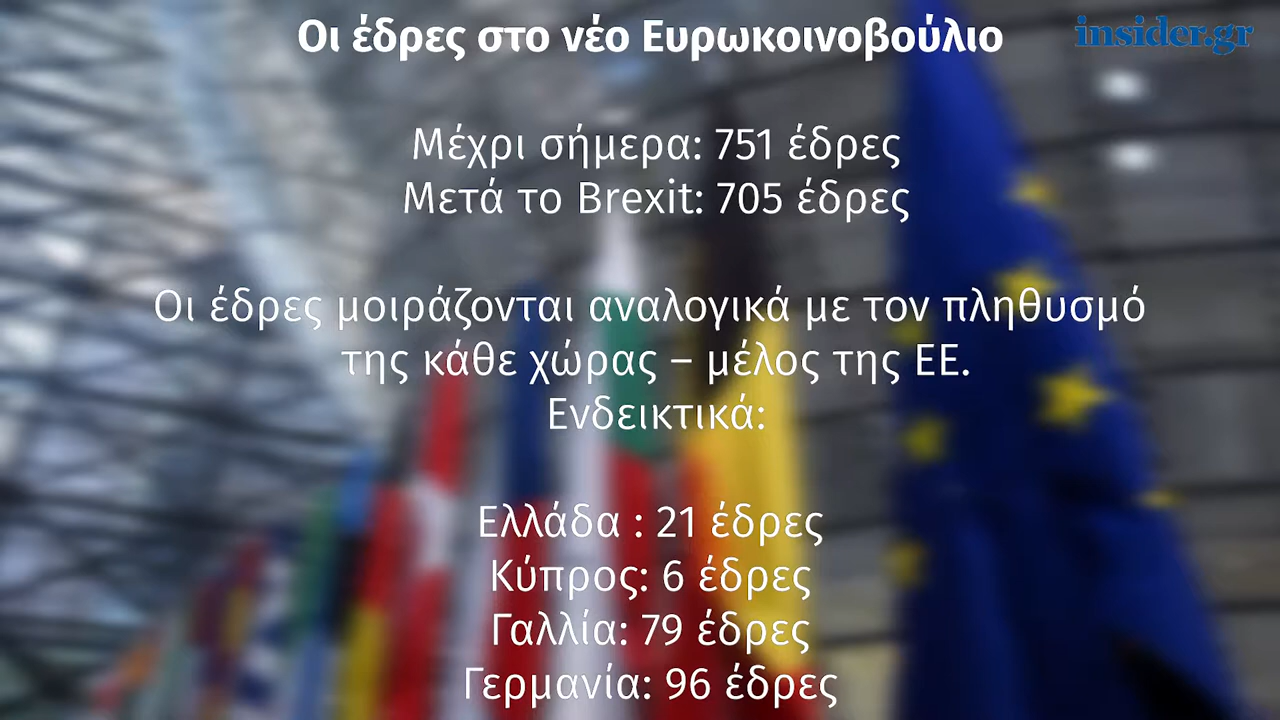 Οι έδρες στο νέο Ευρωκοινοβούλιο
insider.gr
Μέχρι σήμερα: 751 έδρες
Μετά το Brexit: 705 έδρες
Οι έδρες μοιράζονται αναλογικά με τον πληθυσμό
της κάθε χώρας – μέλος της ΕΕ.
Ενδεικτικά:
Ελλάδα : 21 έδρες
Κύπρος: 6 έδρες
Γαλλία: 79 έδρες
Γερμανία: 96 έδρες